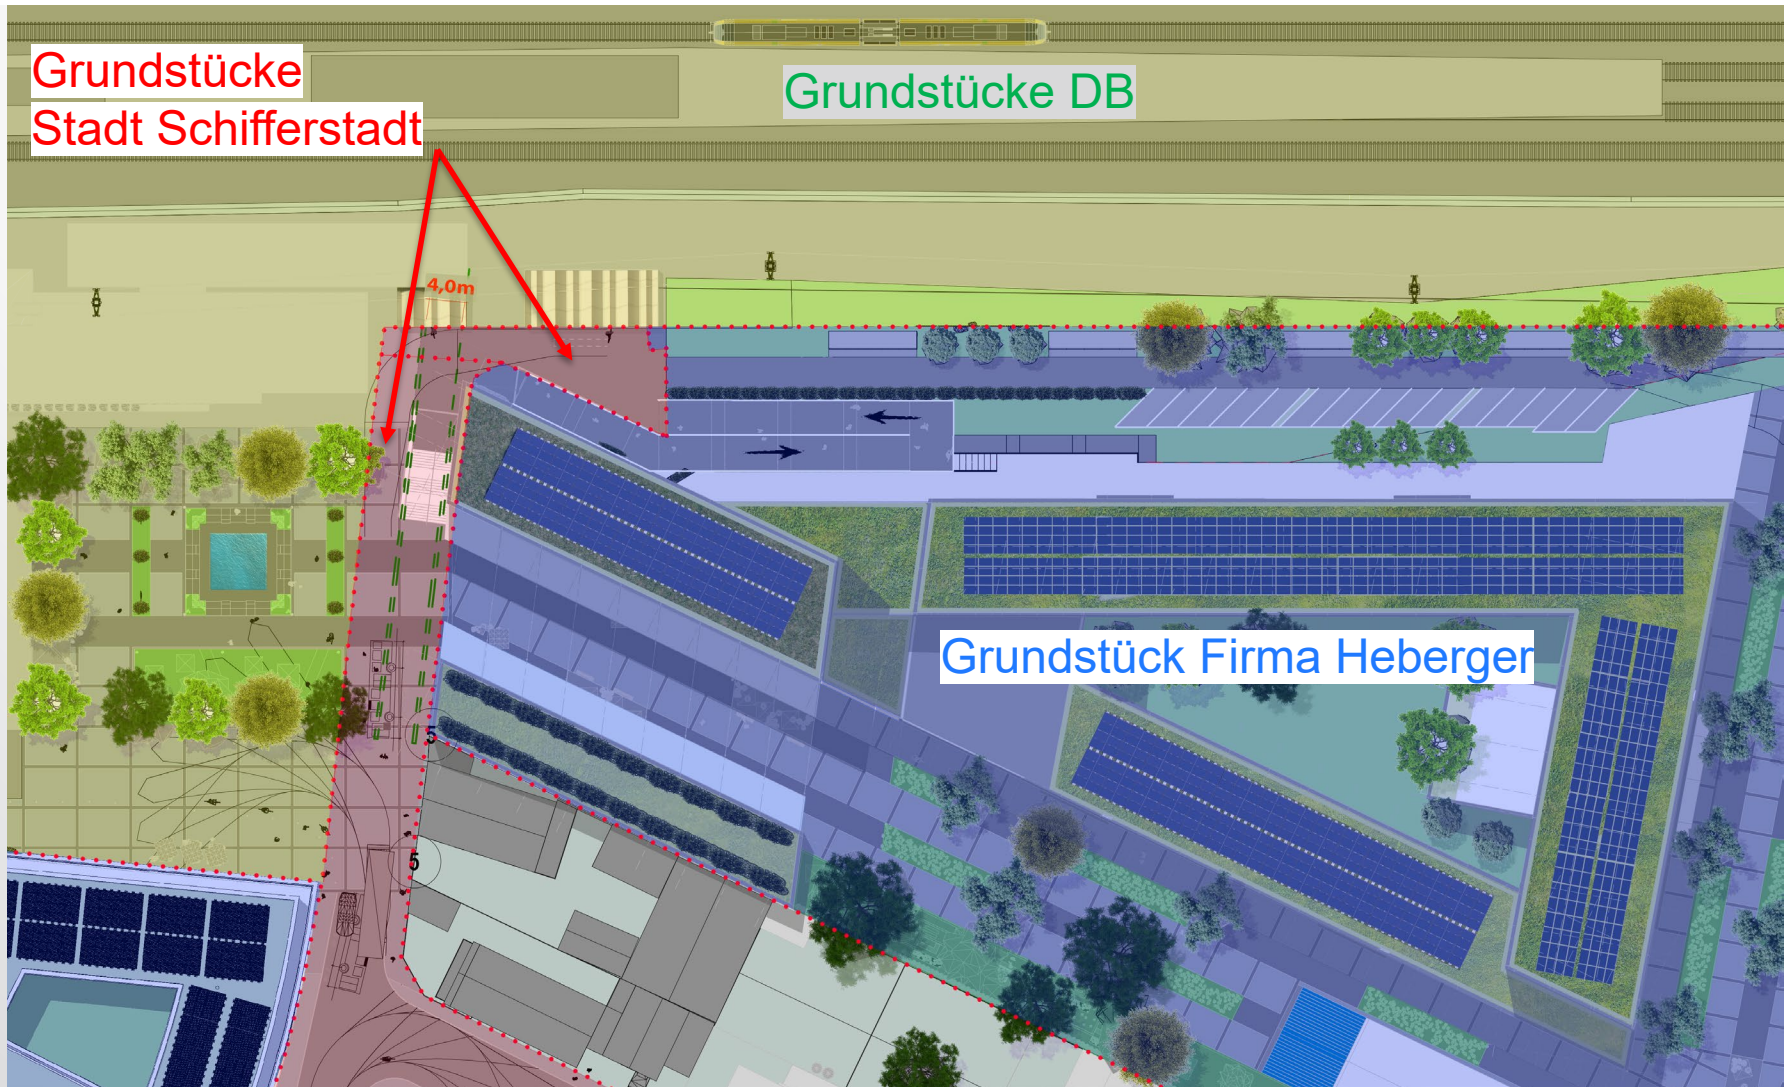 Grundstücke
Stadt Schifferstadt
Grundstücke DB
4,0m
Grundstück Firma Heberger
5
5